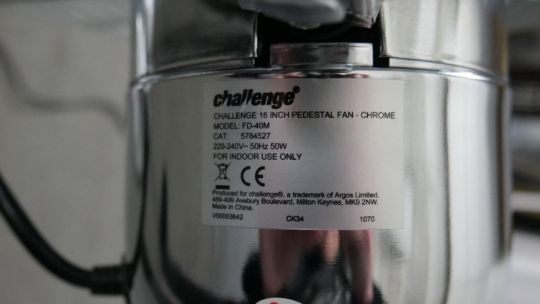 challenge®
CHALLENGE 16 INCH PEDESTAL FAN - CHROME
MODEL: FD-40M
CAT: 5784527
220-240V~ 50Hz 50W
FOR INDOOR USE ONLY
CE
Produced for challenge®, a trademark of Argos Limited,
489-499 Avebury Boulevard, Milton Keynes, MK9 2NW.
Made in China.
V00003642 CK34 1070